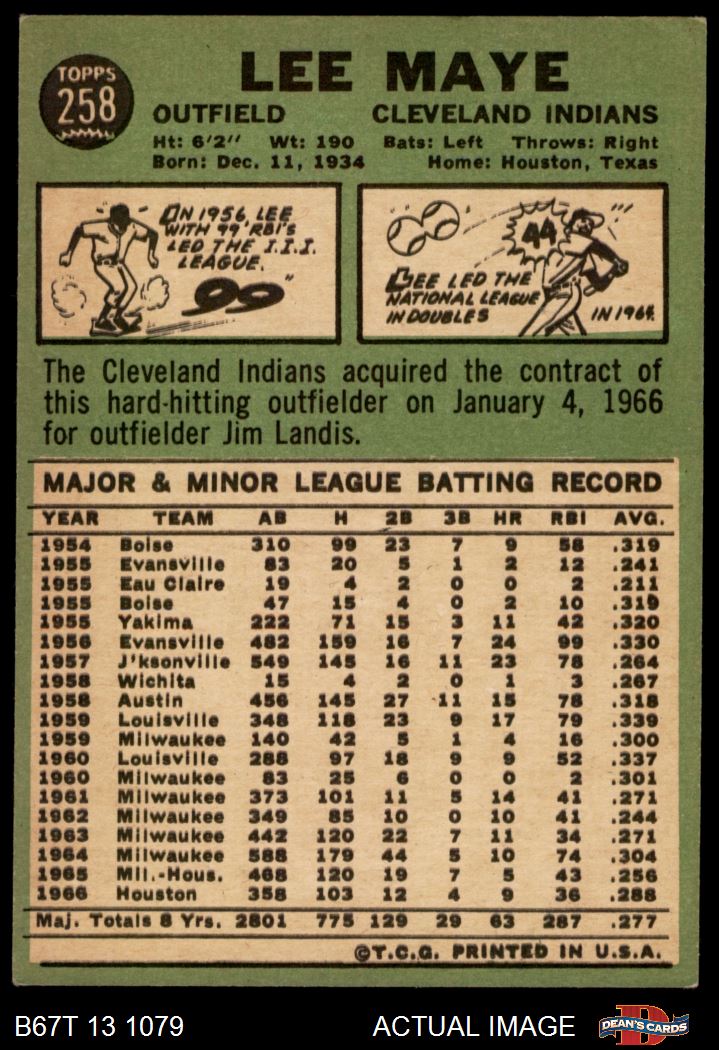 TOPPS
258
LEE MAYE
OUTFIELD CLEVELAND INDIANS
Ht: 6'2" Wt: 190 Bats: Left Throws: Right
Born: Dec. 11, 1934 Home: Houston, Texas
IN 1956, LEE
WITH 99 RBI'S
LED THE I.I.I.
LEAGUE.
99
44
LEE LED THE
NATIONAL LEAGUE
IN DOUBLES
IN 1964.
The Cleveland Indians acquired the contract of
this hard-hitting outfielder on January 4, 1966
for outfielder Jim Landis.
MAJOR & MINOR LEAGUE BATTING RECORD
YEAR TEAM AB H 2B 3B HR RBI AVG.
1954 Boise 310 99 23 7 9 58 .319
1955 Evansville 83 20 5 1 2 12 .241
1955 Eau Claire 19 4 2 0 0 2 .211
1955 Boise 47 15 4 0 2 10 .319
1955 Yakima 222 71 15 3 11 42 .320
1956 Evansville 482 159 16 7 24 99 .330
1957 J'ksonville 549 145 16 11 23 78 .264
1958 Wichita 15 4 2 0 1 3 .267
1958 Austin 456 145 27 11 15 78 .318
1959 Louisville 348 118 23 9 17 79 .339
1959 Milwaukee 140 42 5 1 4 16 .300
1960 Louisville 288 97 18 9 9 52 .337
1960 Milwaukee 83 25 6 0 0 2 .301
1961 Milwaukee 373 101 11 5 14 41 .271
1962 Milwaukee 349 85 10 0 10 41 .244
1963 Milwaukee 442 120 22 7 11 34 .271
1964 Milwaukee 588 179 44 5 10 74 .304
1965 Mil.-Hous. 468 120 19 7 5 43 .256
1966 Houston 358 103 12 4 9 36 .288
Maj. Totals 8 Yrs. 2801 775 129 29 63 287 .277
©T.C.G. PRINTED IN U.S.A.
B67T 13 1079 ACTUAL IMAGE
D
DEAN'S CARDS